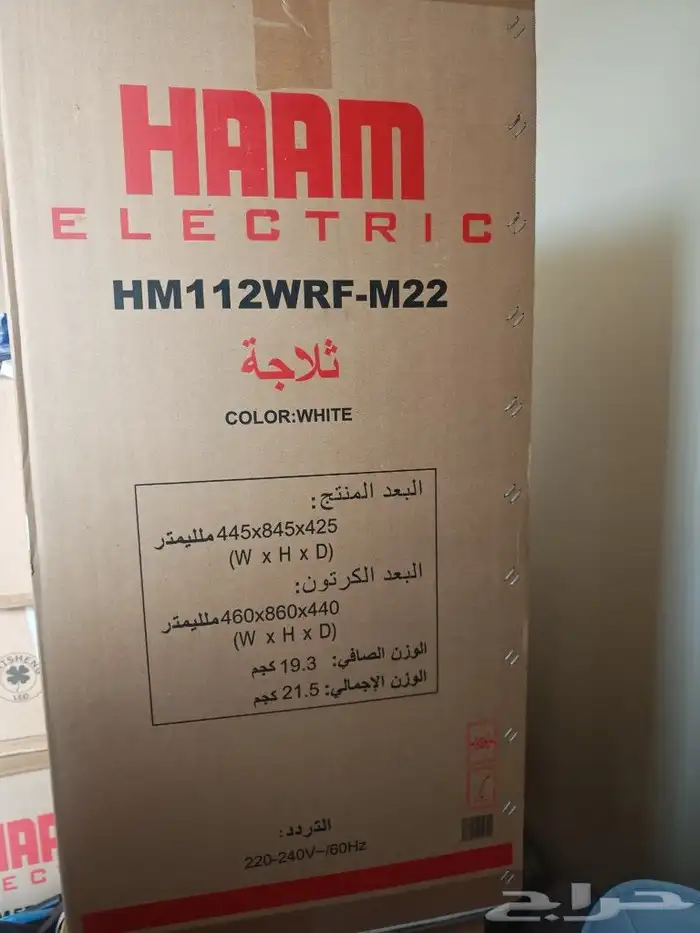 HAAM
ELECTRIC
HM112WRF-M22
ثلاجة
COLOR:WHITE
البعد المنتج:
445x845x425 ملليمتر
(W x H x D)
البعد الكرتون:
460x860x440 ملليمتر
(W x H x D)
الوزن الصافي: 19.3 كجم
الوزن الإجمالي: 21.5 كجم
التردد:
220-240V~/60Hz
HAAM
حراج